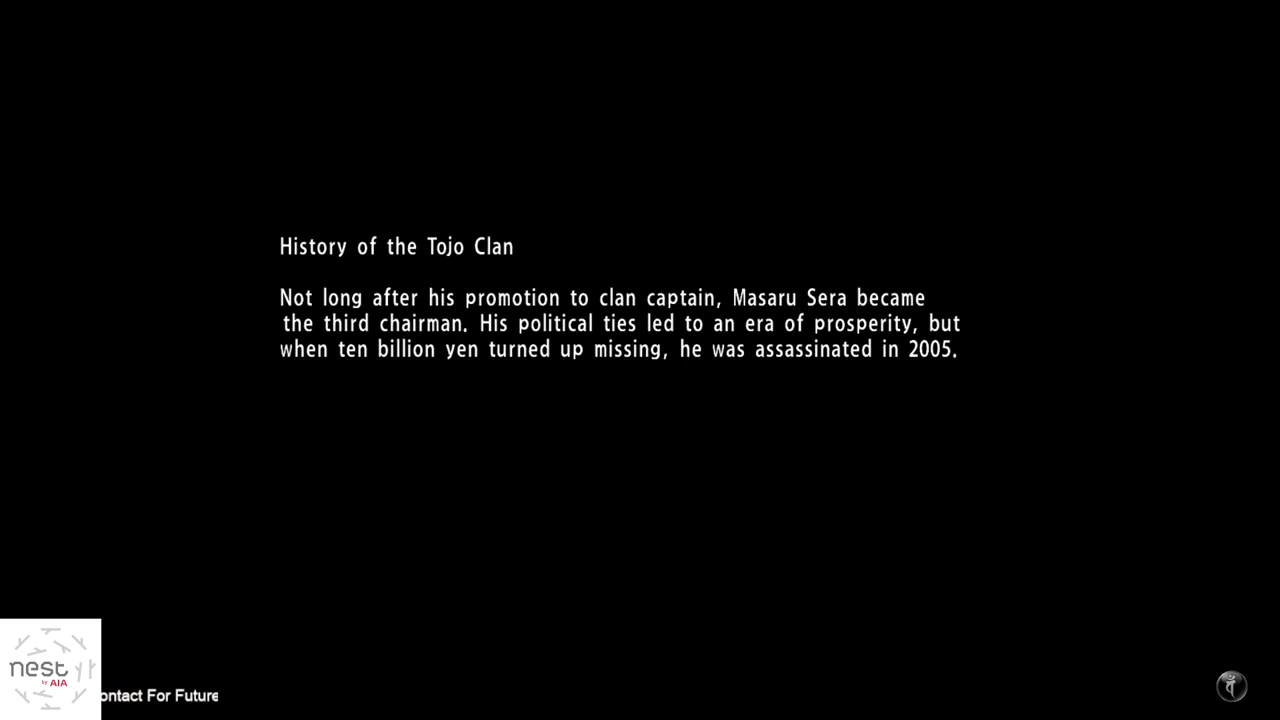 History of the Tojo Clan
Not long after his promotion to clan captain, Masaru Sera became
the third chairman. His political ties led to an era of prosperity, but
when ten billion yen turned up missing, he was assassinated in 2005.
nest
by AIA
ontact For Future